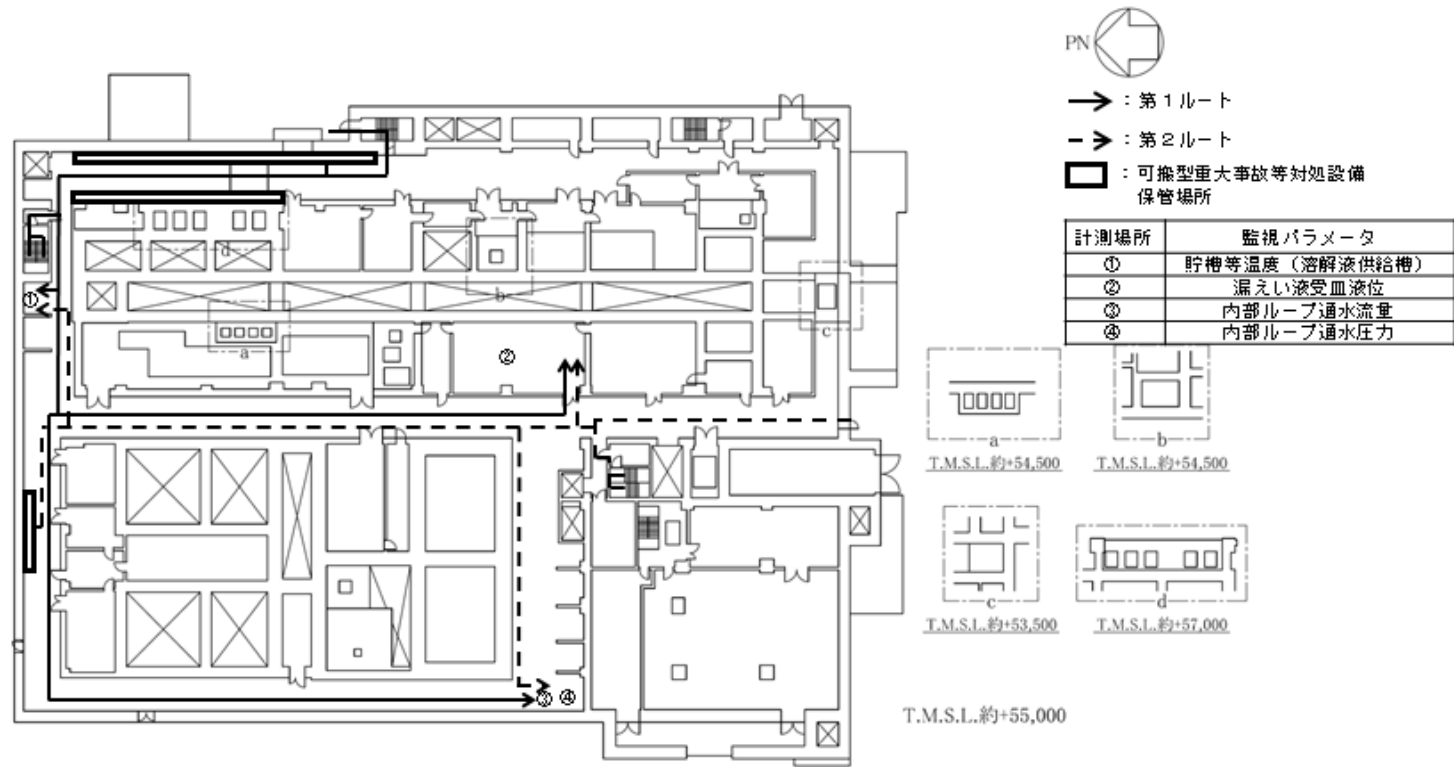 PN
：第１ルート
：第２ルート
：可搬型重大事故等対処設備
保管場所
計測場所 監視パラメータ
① 貯槽等温度（溶解液供給槽）
② 漏えい液受皿液位
③ 内部ループ通水流量
④ 内部ループ通水圧力
d
b
①
c
a
②
a
T.M.S.L.約+54,500
b
T.M.S.L.約+54,500
c
T.M.S.L.約+53,500
d
T.M.S.L.約+57,000
③ ④
T.M.S.L.約+55,000